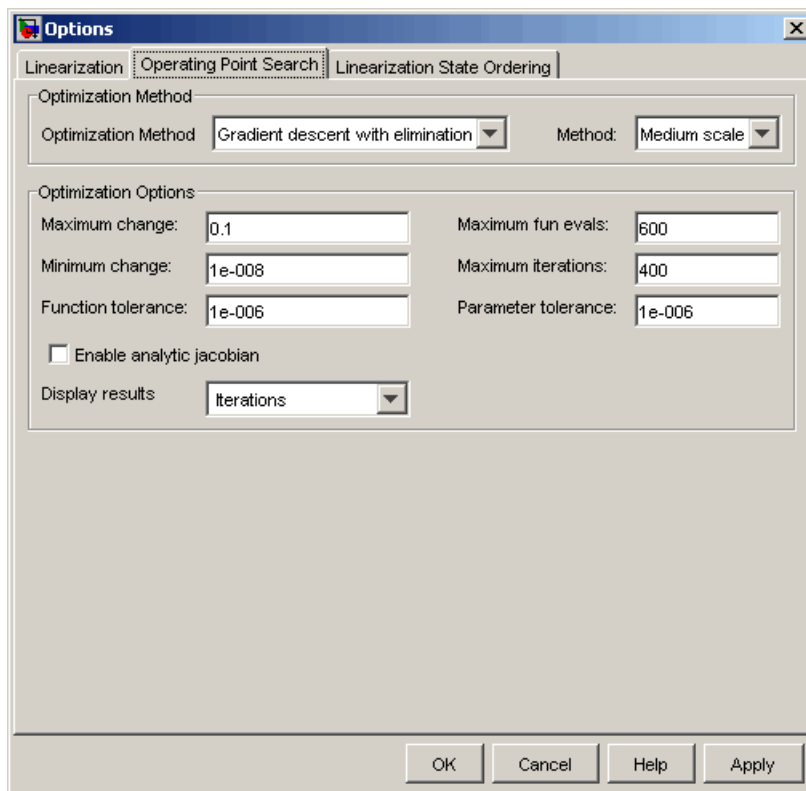 Options
Linearization Operating Point Search Linearization State Ordering
Optimization Method
Optimization Method Gradient descent with elimination Method: Medium scale
Optimization Options
Maximum change: 0.1 Maximum fun evals: 600
Minimum change: 1e-008 Maximum iterations: 400
Function tolerance: 1e-006 Parameter tolerance: 1e-006
Enable analytic jacobian
Display results Iterations
OK Cancel Help Apply